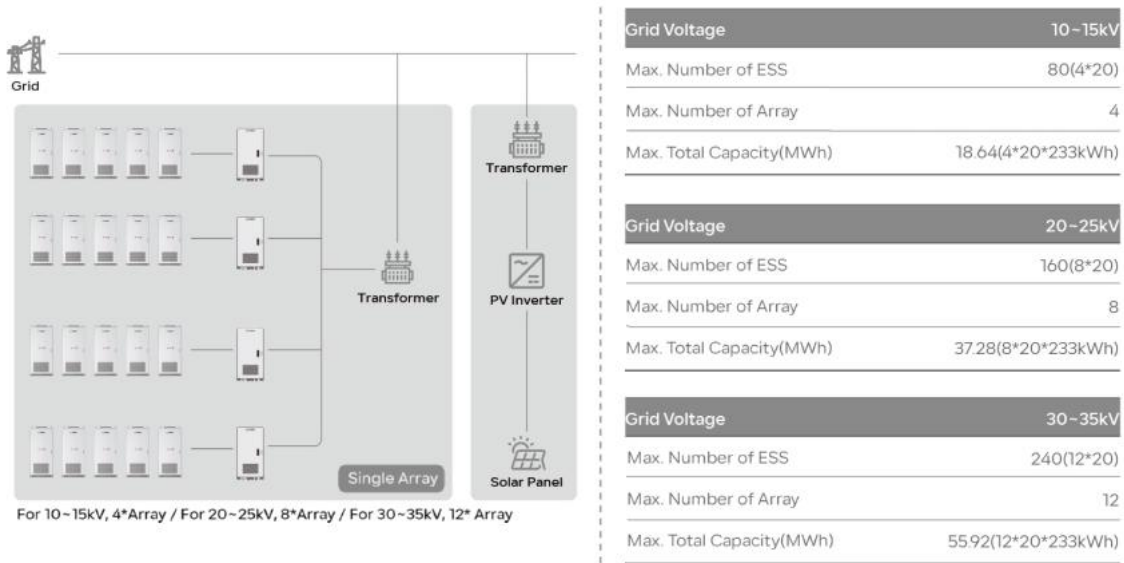 Grid
Transformer
Transformer
PV Inverter
Solar Panel
Single Array
For 10~15kV, 4*Array / For 20~25kV, 8*Array / For 30~35kV, 12* Array
Grid Voltage 10~15kV
Max. Number of ESS 80(4*20)
Max. Number of Array 4
Max. Total Capacity(MWh) 18.64(4*20*233kWh)
Grid Voltage 20~25kV
Max. Number of ESS 160(8*20)
Max. Number of Array 8
Max. Total Capacity(MWh) 37.28(8*20*233kWh)
Grid Voltage 30~35kV
Max. Number of ESS 240(12*20)
Max. Number of Array 12
Max. Total Capacity(MWh) 55.92(12*20*233kWh)